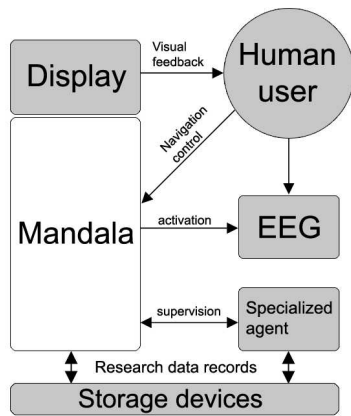 Display
Visual
feedback
Human
user
Navigation
control
Mandala
activation
EEG
supervision
Specialized
agent
Research data records
Storage devices